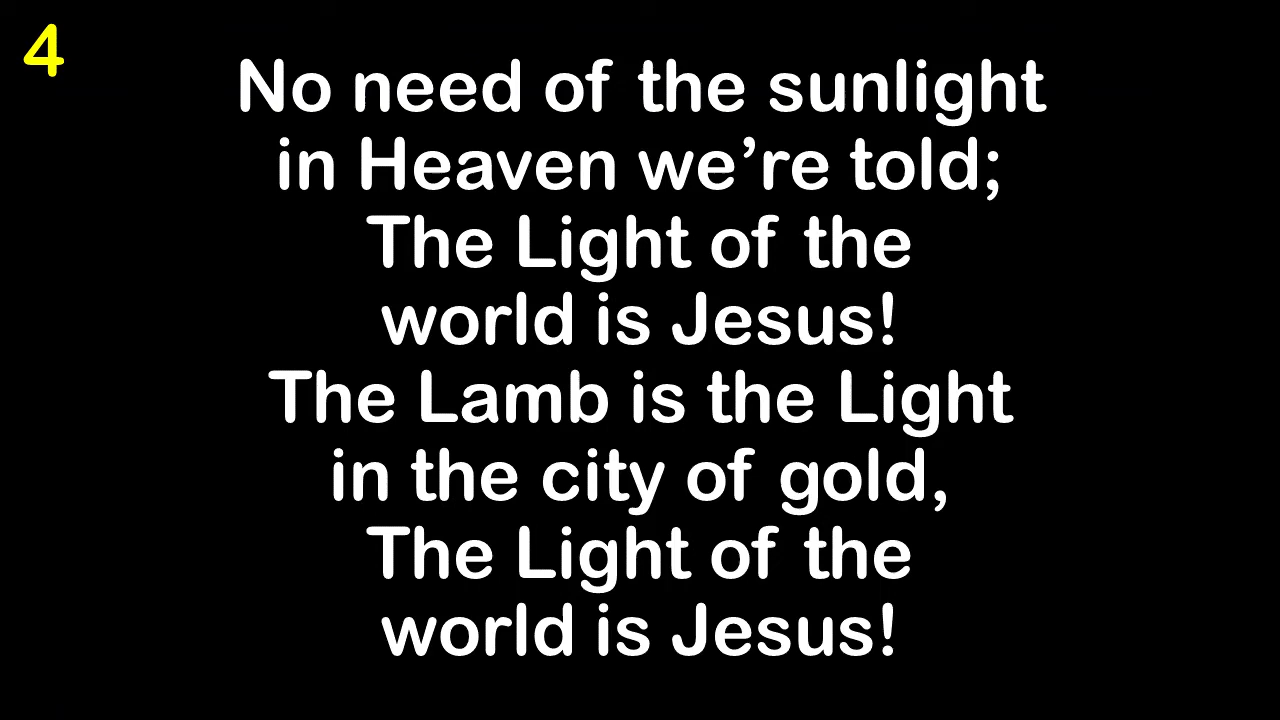 4
No need of the sunlight
in Heaven we’re told;
The Light of the
world is Jesus!
The Lamb is the Light
in the city of gold,
The Light of the
world is Jesus!